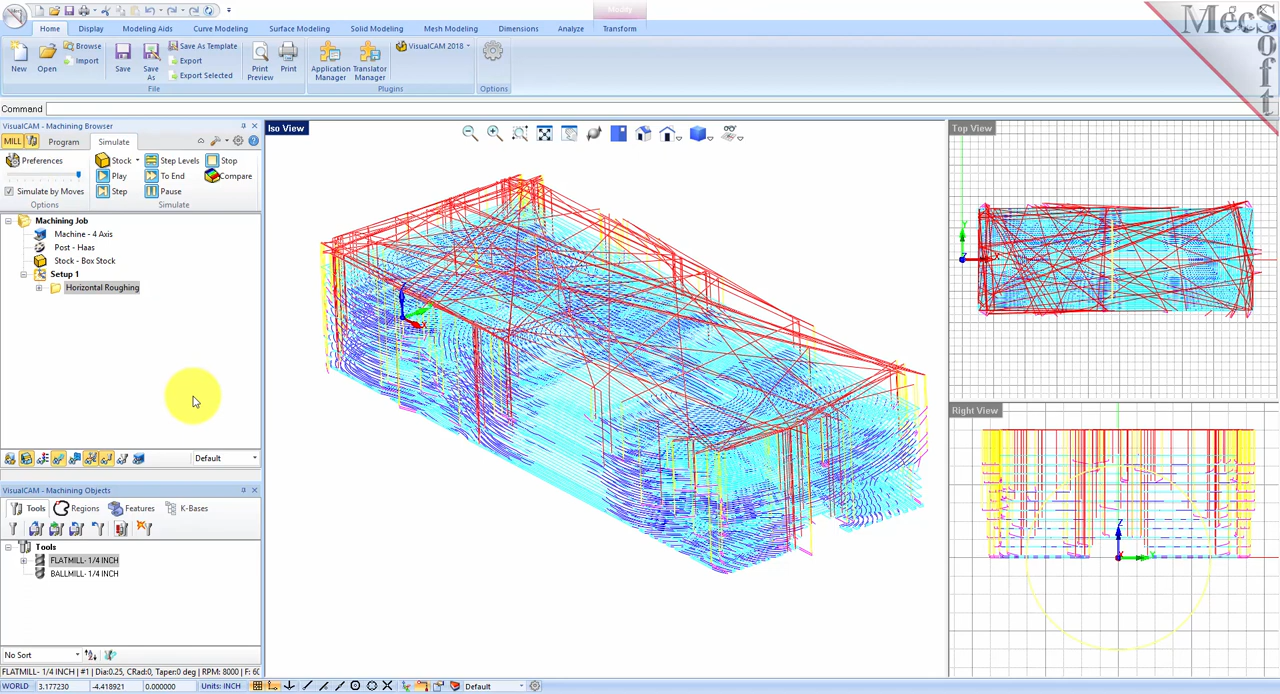 Modify
Home Display Modeling Aids Curve Modeling Surface Modeling Solid Modeling Mesh Modeling Dimensions Analyze Transform
New Open Browse Import Save Save As Save As Template Export Export Selected Print Preview Print Application Manager Translator Manager VisualCAM 2018
File Plugins Options
MecSoft
Command
VisualCAM - Machining Browser
MILL Program Simulate
Preferences Stock Step Levels Stop
Play To End Compare
Simulate by Moves Step Pause
Options Simulate
Machining Job
Machine - 4 Axis
Post - Haas
Stock - Box Stock
Setup 1
Horizontal Roughing
Default
VisualCAM - Machining Objects
Tools Regions Features K-Bases
Tools
FLATMILL- 1/4 INCH
BALLMILL- 1/4 INCH
No Sort
FLATMILL- 1/4 INCH | #1 | Dia:0.25, CRad:0, Taper:0 deg | RPM: 8000 | F: 60
Iso View
Top View
Right View
WORLD 3.177230 -4.418921 0.000000 Units: INCH Default